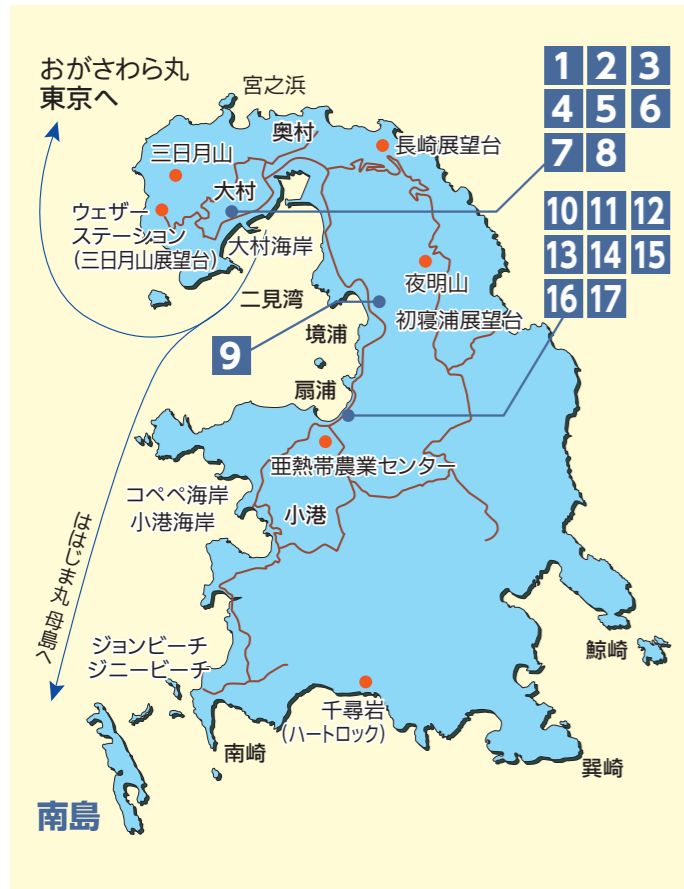 おがさわら丸
東京へ
宮之浜
奥村
長崎展望台
三日月山
大村
ウェザー
ステーション
(三日月山展望台)
大村海岸
二見湾
夜明山
初寝浦展望台
境浦
扇浦
亜熱帯農業センター
コペペ海岸
小港海岸
小港
ははじま丸 母島へ
ジョンビーチ
ジニービーチ
千尋岩
(ハートロック)
南崎
鯨崎
巽崎
南島
1 2 3
4 5 6
7 8
9
10 11 12
13 14 15
16 17